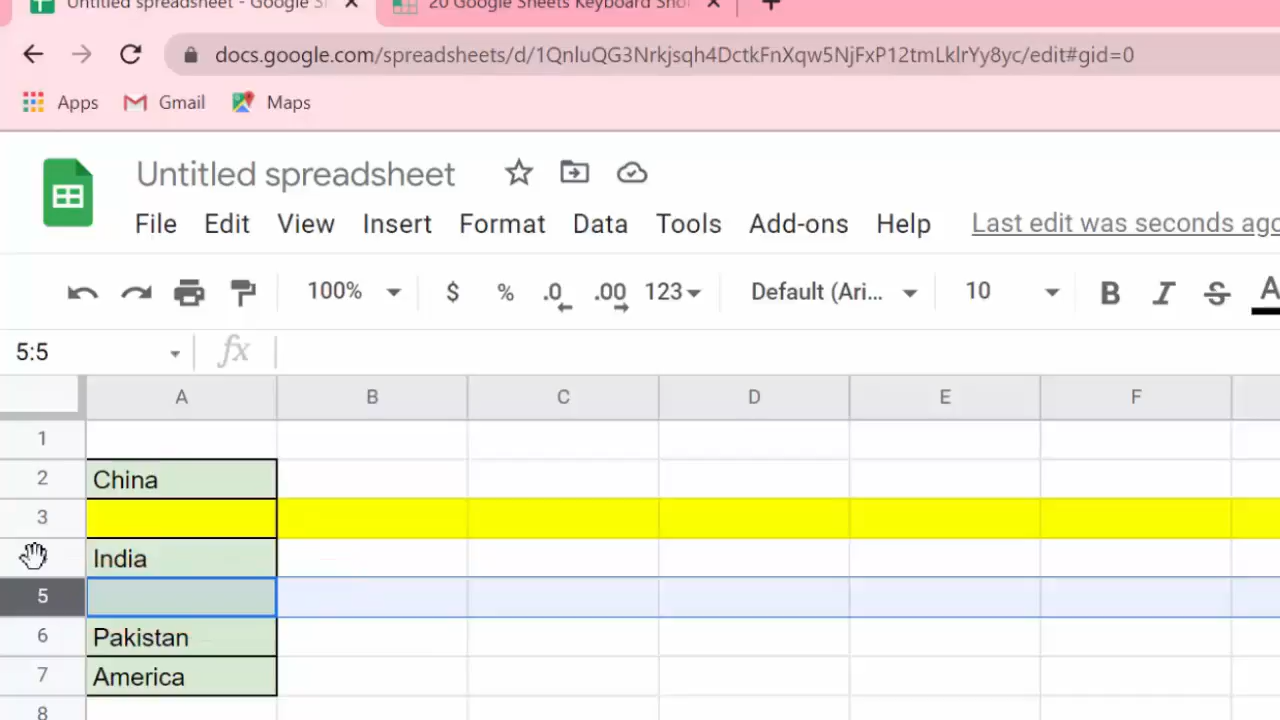 Untitled spreadsheet - Google S
20 Google Sheets Keyboard Sho
docs.google.com/spreadsheets/d/1QnluQG3Nrkjsqh4DctkFnXqw5NjFxP12tmLklrYy8yc/edit#gid=0
Apps Gmail Maps
Untitled spreadsheet
File Edit View Insert Format Data Tools Add-ons Help Last edit was seconds ago
100% $ % .0 .00 123 Default (Ari... 10 B I S A
5:5 fx
A B C D E F
1
2 China
3
India
5
6 Pakistan
7 America
8